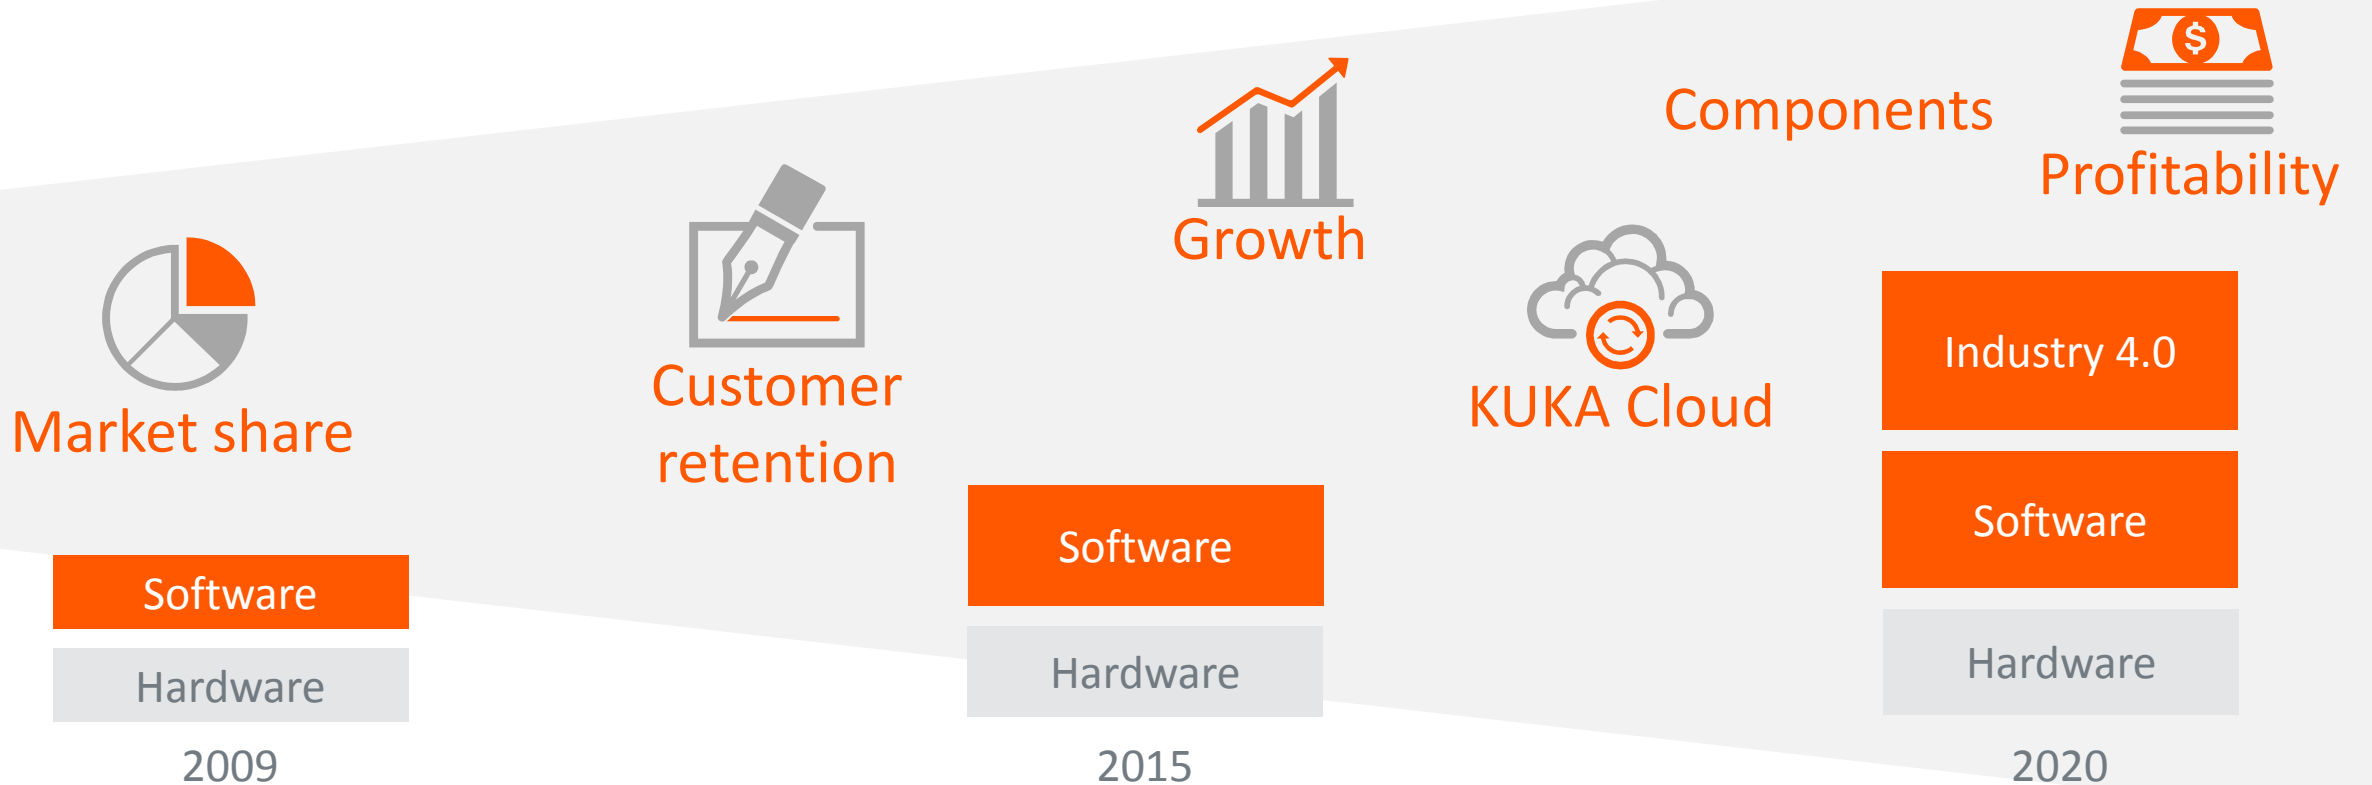 $
Components
Profitability
Growth
Customer
retention
KUKA Cloud
Market share
Industry 4.0
Software
Software
Software
Hardware
Hardware
Hardware
2009
2015
2020